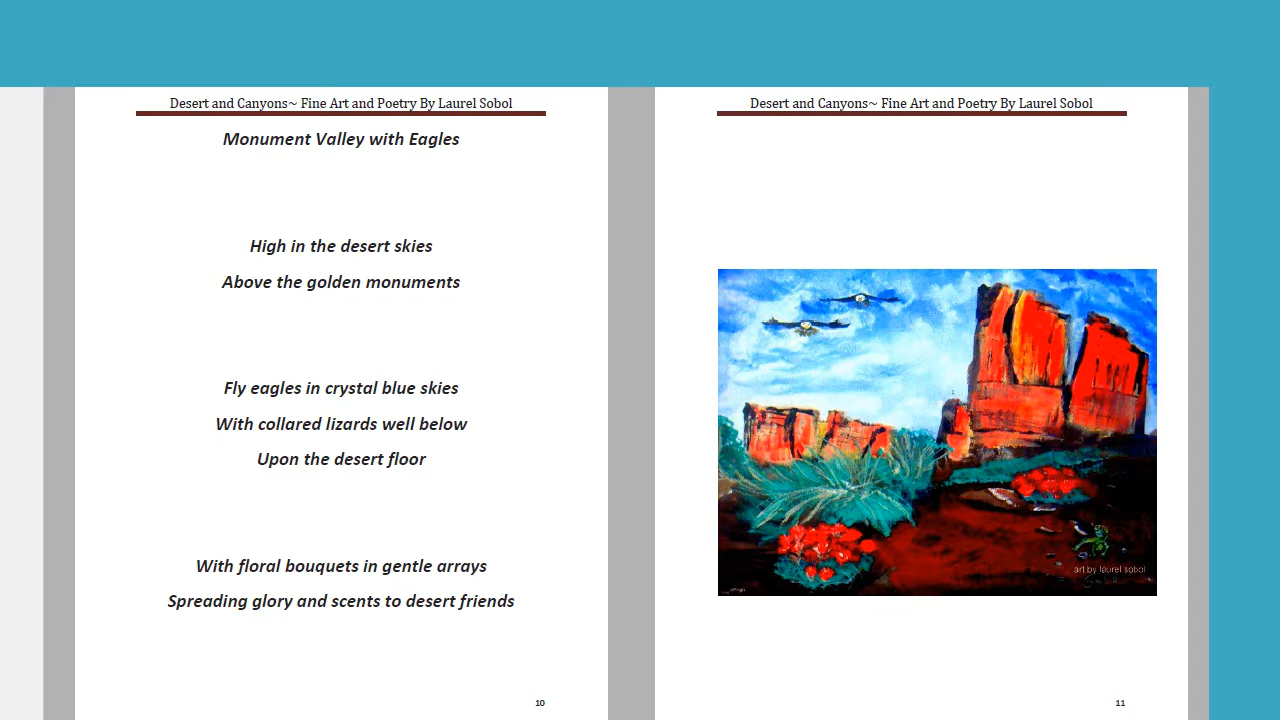 Desert and Canyons~ Fine Art and Poetry By Laurel Sobol
Monument Valley with Eagles
High in the desert skies
Above the golden monuments
Fly eagles in crystal blue skies
With collared lizards well below
Upon the desert floor
With floral bouquets in gentle arrays
Spreading glory and scents to desert friends
10
Desert and Canyons~ Fine Art and Poetry By Laurel Sobol
art by laurel sobol
11